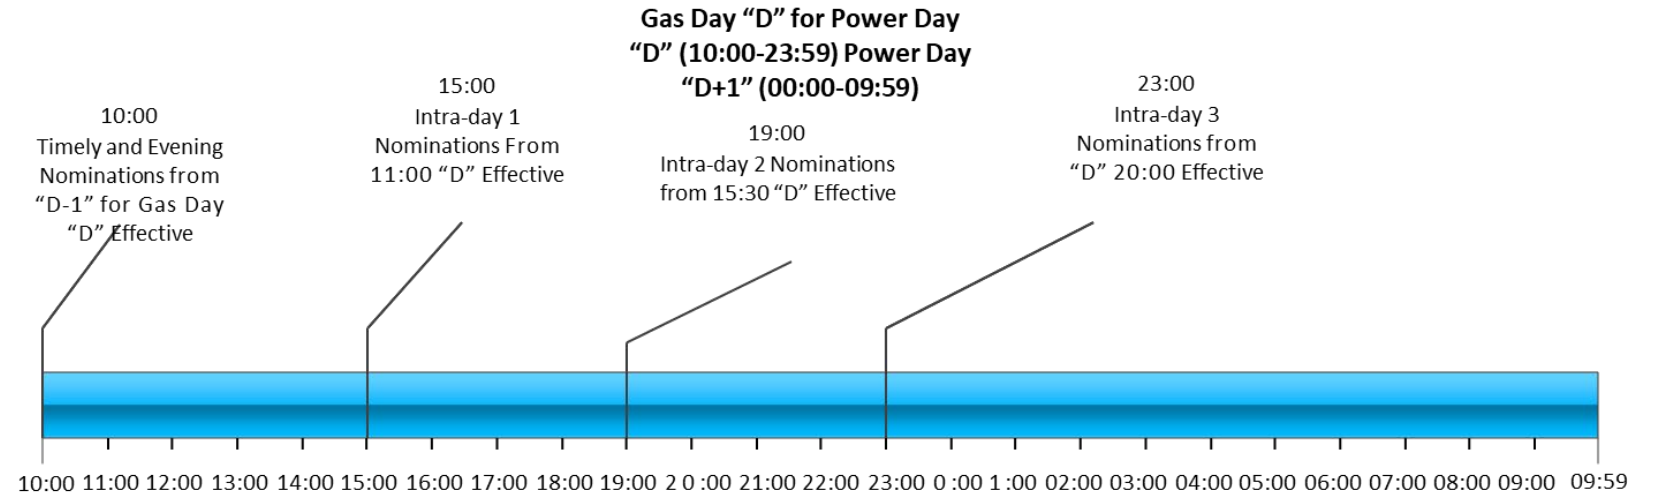 Gas Day “D” for Power Day
“D” (10:00-23:59) Power Day
“D+1” (00:00-09:59)
10:00
Timely and Evening
Nominations from
“D-1” for Gas Day
“D” Effective
15:00
Intra-day 1
Nominations From
11:00 “D” Effective
19:00
Intra-day 2 Nominations
from 15:30 “D” Effective
23:00
Intra-day 3
Nominations from
“D” 20:00 Effective
10:00 11:00 12:00 13:00 14:00 15:00 16:00 17:00 18:00 19:00 2 0 :00 21:00 22:00 23:00 0 :00 1 :00 02:00 03:00 04:00 05:00 06:00 07:00 08:00 09:00 09:59